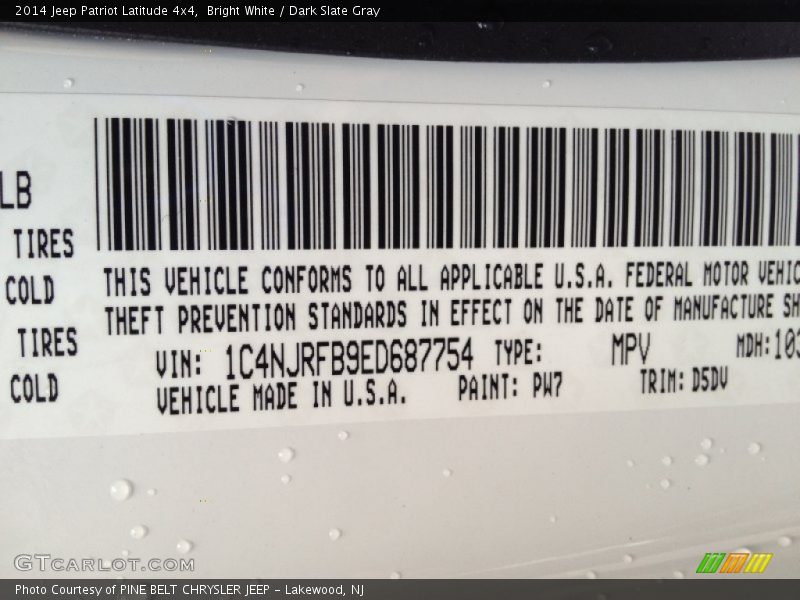 2014 Jeep Patriot Latitude 4x4, Bright White / Dark Slate Gray
LB
TIRES
COLD
TIRES
COLD
THIS VEHICLE CONFORMS TO ALL APPLICABLE U.S.A. FEDERAL MOTOR VEHIC
THEFT PREVENTION STANDARDS IN EFFECT ON THE DATE OF MANUFACTURE SH
VIN: 1C4NJRFB9ED687754 TYPE: MPV MDH: 103
VEHICLE MADE IN U.S.A. PAINT: PW7 TRIM: D5DV
GTCARLOT.COM
Photo Courtesy of PINE BELT CHRYSLER JEEP - Lakewood, NJ